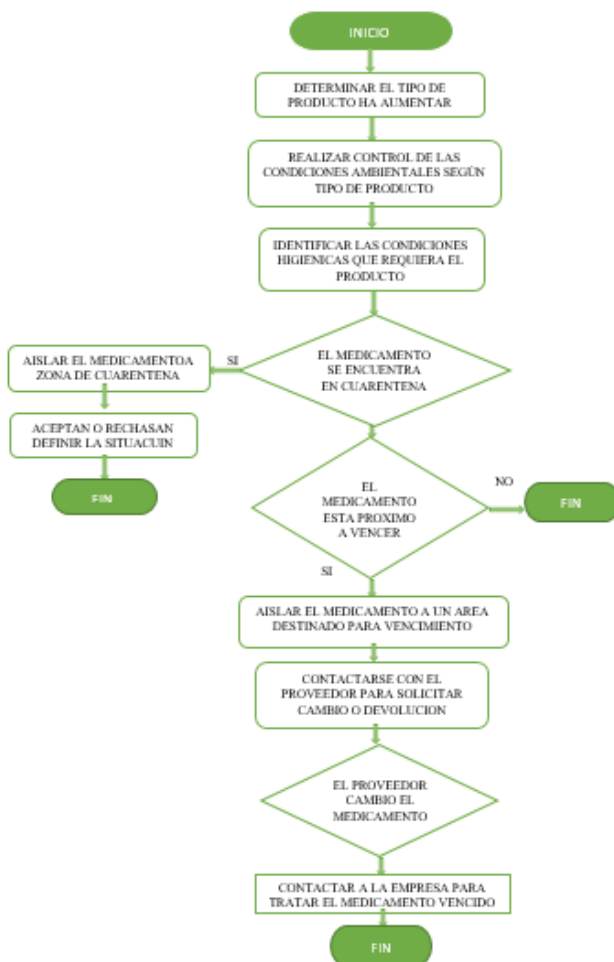 INICIO
DETERMINAR EL TIPO DE
PRODUCTO HA AUMENTAR
REALIZAR CONTROL DE LAS
CONDICIONES AMBIENTALES SEGÚN
TIPO DE PRODUCTO
IDENTIFICAR LAS CONDICIONES
HIGIENICAS QUE REQUIERA EL
PRODUCTO
EL MEDICAMENTO
SE ENCUENTRA
EN CUARENTENA
SI
AISLAR EL MEDICAMENTOA
ZONA DE CUARENTENA
ACEPTAN O RECHASAN
DEFINIR LA SITUACUIN
FIN
EL
MEDICAMENTO
ESTA PROXIMO
A VENCER
NO
FIN
SI
AISLAR EL MEDICAMENTO A UN AREA
DESTINADO PARA VENCIMIENTO
CONTACTARSE CON EL
PROVEEDOR PARA SOLICITAR
CAMBIO O DEVOLUCION
EL PROVEEDOR
CAMBIO EL
MEDICAMENTO
CONTACTAR A LA EMPRESA PARA
TRATAR EL MEDICAMENTO VENCIDO
FIN